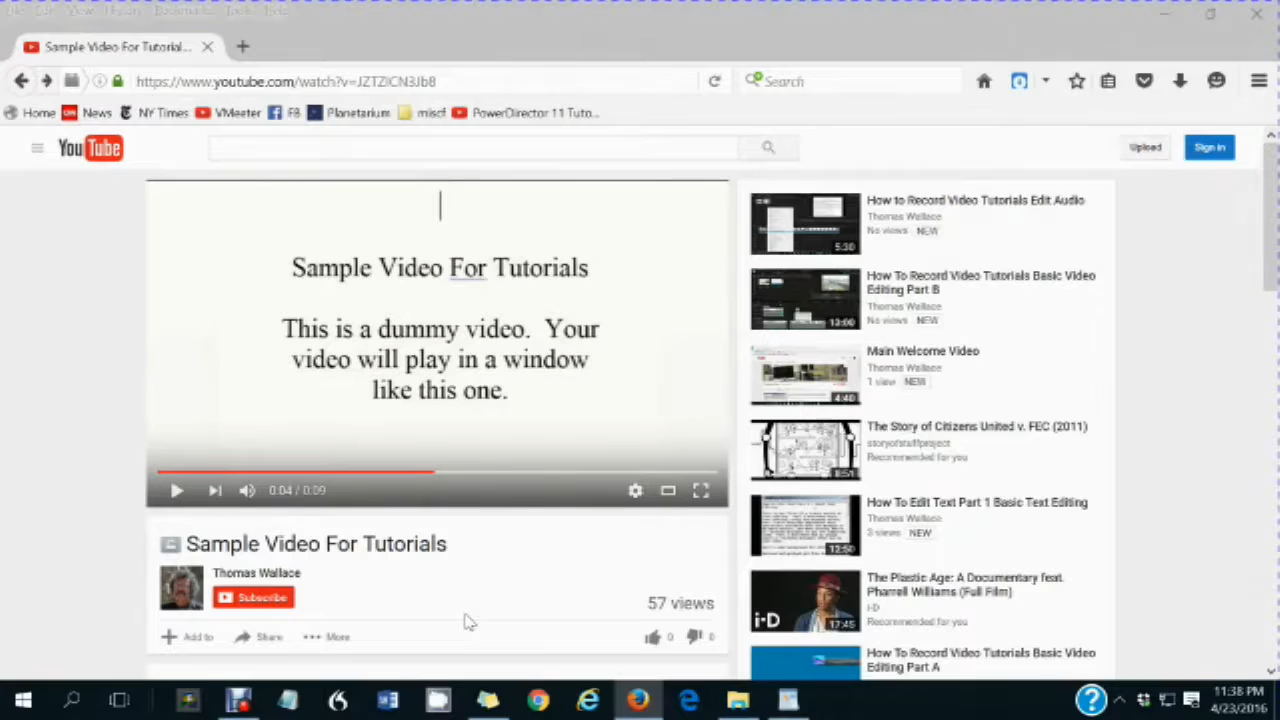 Sample Video For Tutorial...
https://www.youtube.com/watch?v=JZTZICN3Jb8
Search
Home
News
NY Times
VMeeter
FB
Planetarium
miscf
PowerDirector 11 Tuto...
YouTube
Upload
Sign in
Sample Video For Tutorials
This is a dummy video. Your
video will play in a window
like this one.
0:04 / 0:09
Sample Video For Tutorials
Thomas Wallace
Subscribe
57 views
Add to
Share
More
0
0
How to Record Video Tutorials Edit Audio
Thomas Wallace
No views NEW
5:30
How To Record Video Tutorials Basic Video
Editing Part B
Thomas Wallace
No views NEW
13:00
Main Welcome Video
Thomas Wallace
1 view NEW
4:40
The Story of Citizens United v. FEC (2011)
storyofstuffproject
Recommended for you
8:51
How To Edit Text Part 1 Basic Text Editing
Thomas Wallace
3 views NEW
12:50
The Plastic Age: A Documentary feat.
Pharrell Williams (Full Film)
i-D
Recommended for you
i-D
17:45
How To Record Video Tutorials Basic Video
Editing Part A
11:38 PM
4/23/2016